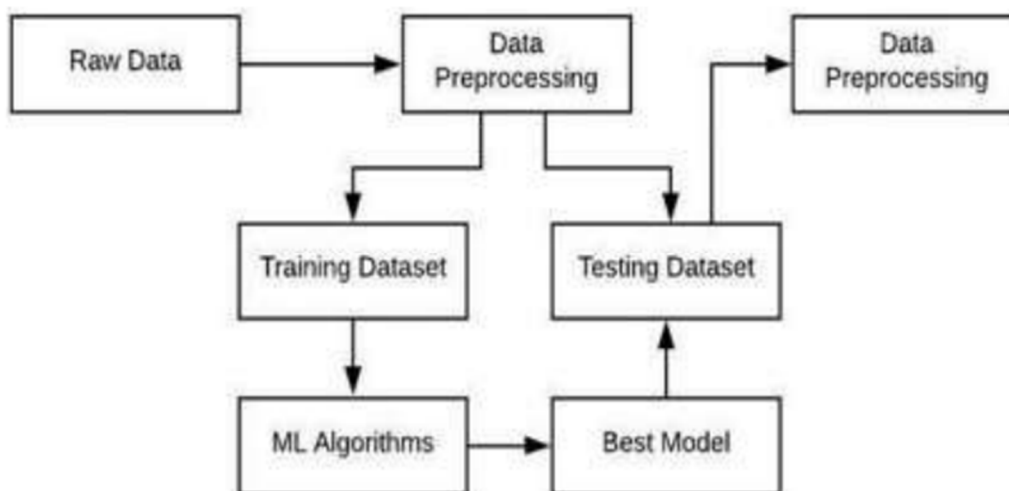 Raw Data
Data
Preprocessing
Data
Preprocessing
Training Dataset
Testing Dataset
ML Algorithms
Best Model